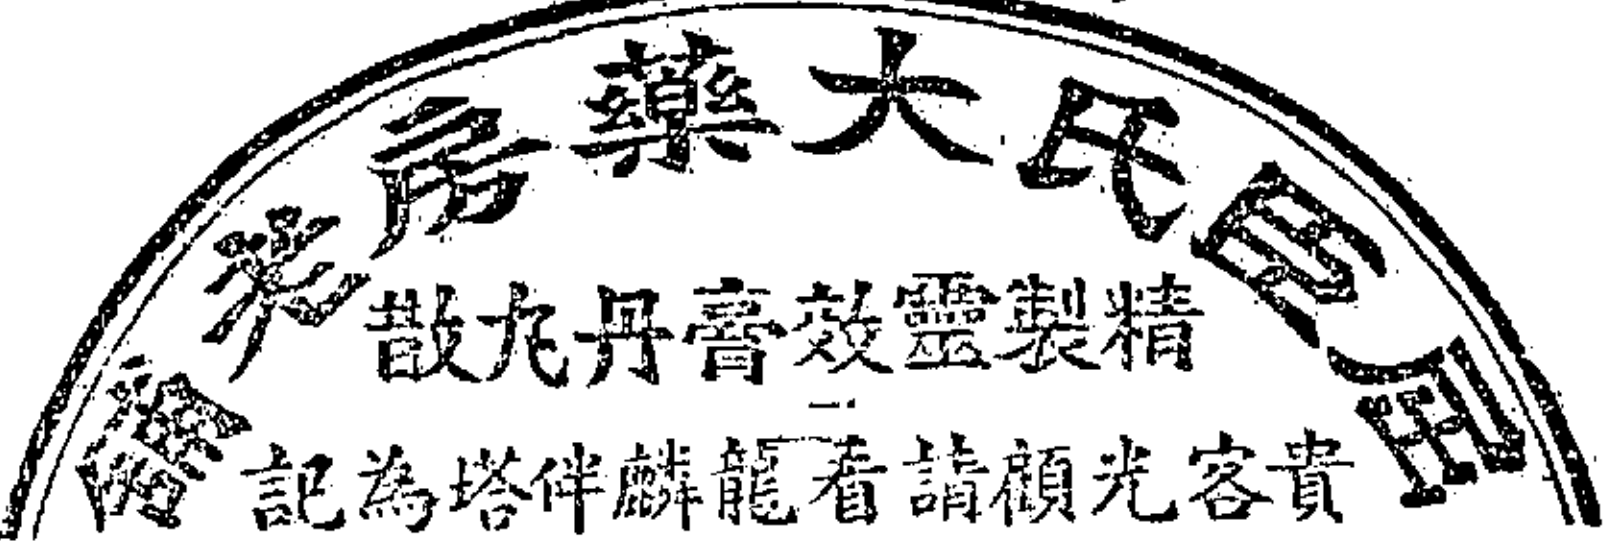 氏大藥房
精製靈效膏丹丸散
貴客光顧請看龍麟伴塔為記